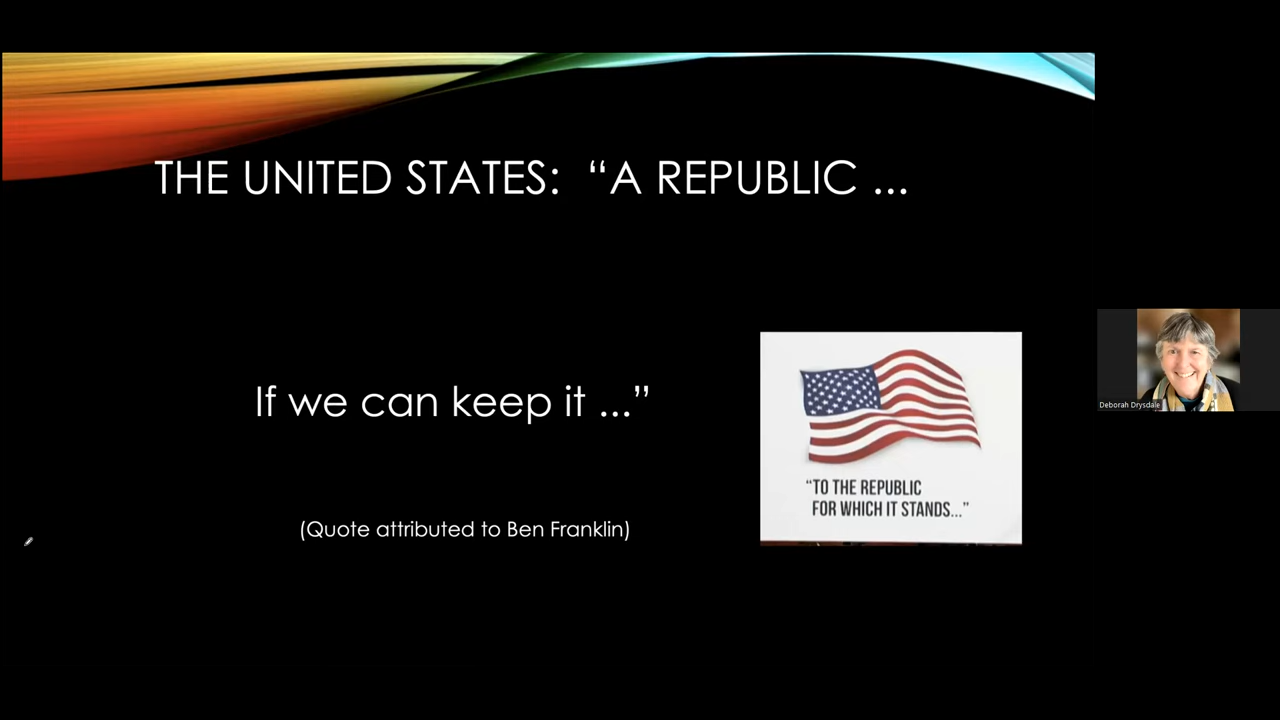 THE UNITED STATES:  “A REPUBLIC ...
If we can keep it ...”
(Quote attributed to Ben Franklin)
“TO THE REPUBLIC
FOR WHICH IT STANDS...”
Deborah Drysdale